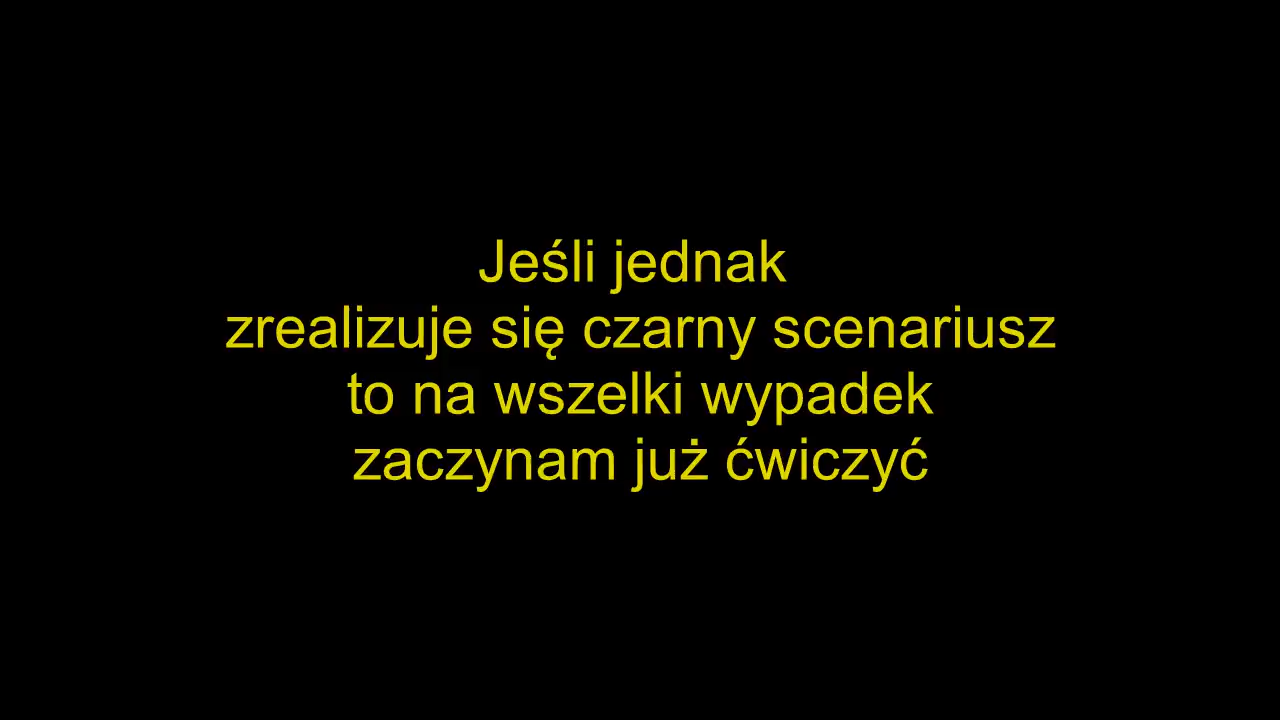 Jeśli jednak
zrealizuje się czarny scenariusz
to na wszelki wypadek
zaczynam już ćwiczyć